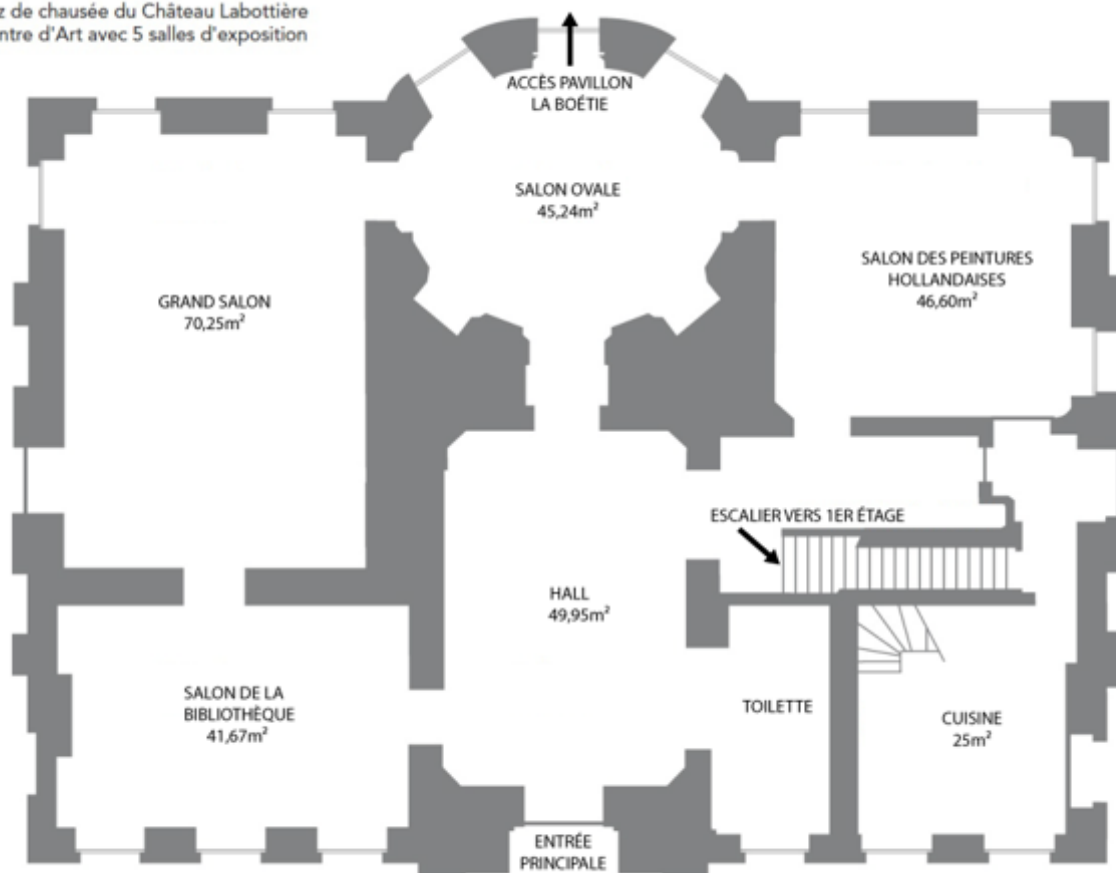 z de chausée du Château Labottière
ntre d'Art avec 5 salles d'exposition
ACCÈS PAVILLON
LA BOÉTIE
SALON OVALE
45,24m²
SALON DES PEINTURES
HOLLANDAISES
46,60m²
GRAND SALON
70,25m²
ESCALIER VERS 1ER ÉTAGE
HALL
49,95m²
SALON DE LA
BIBLIOTHÈQUE
41,67m²
TOILETTE
CUISINE
25m²
ENTRÉE
PRINCIPALE